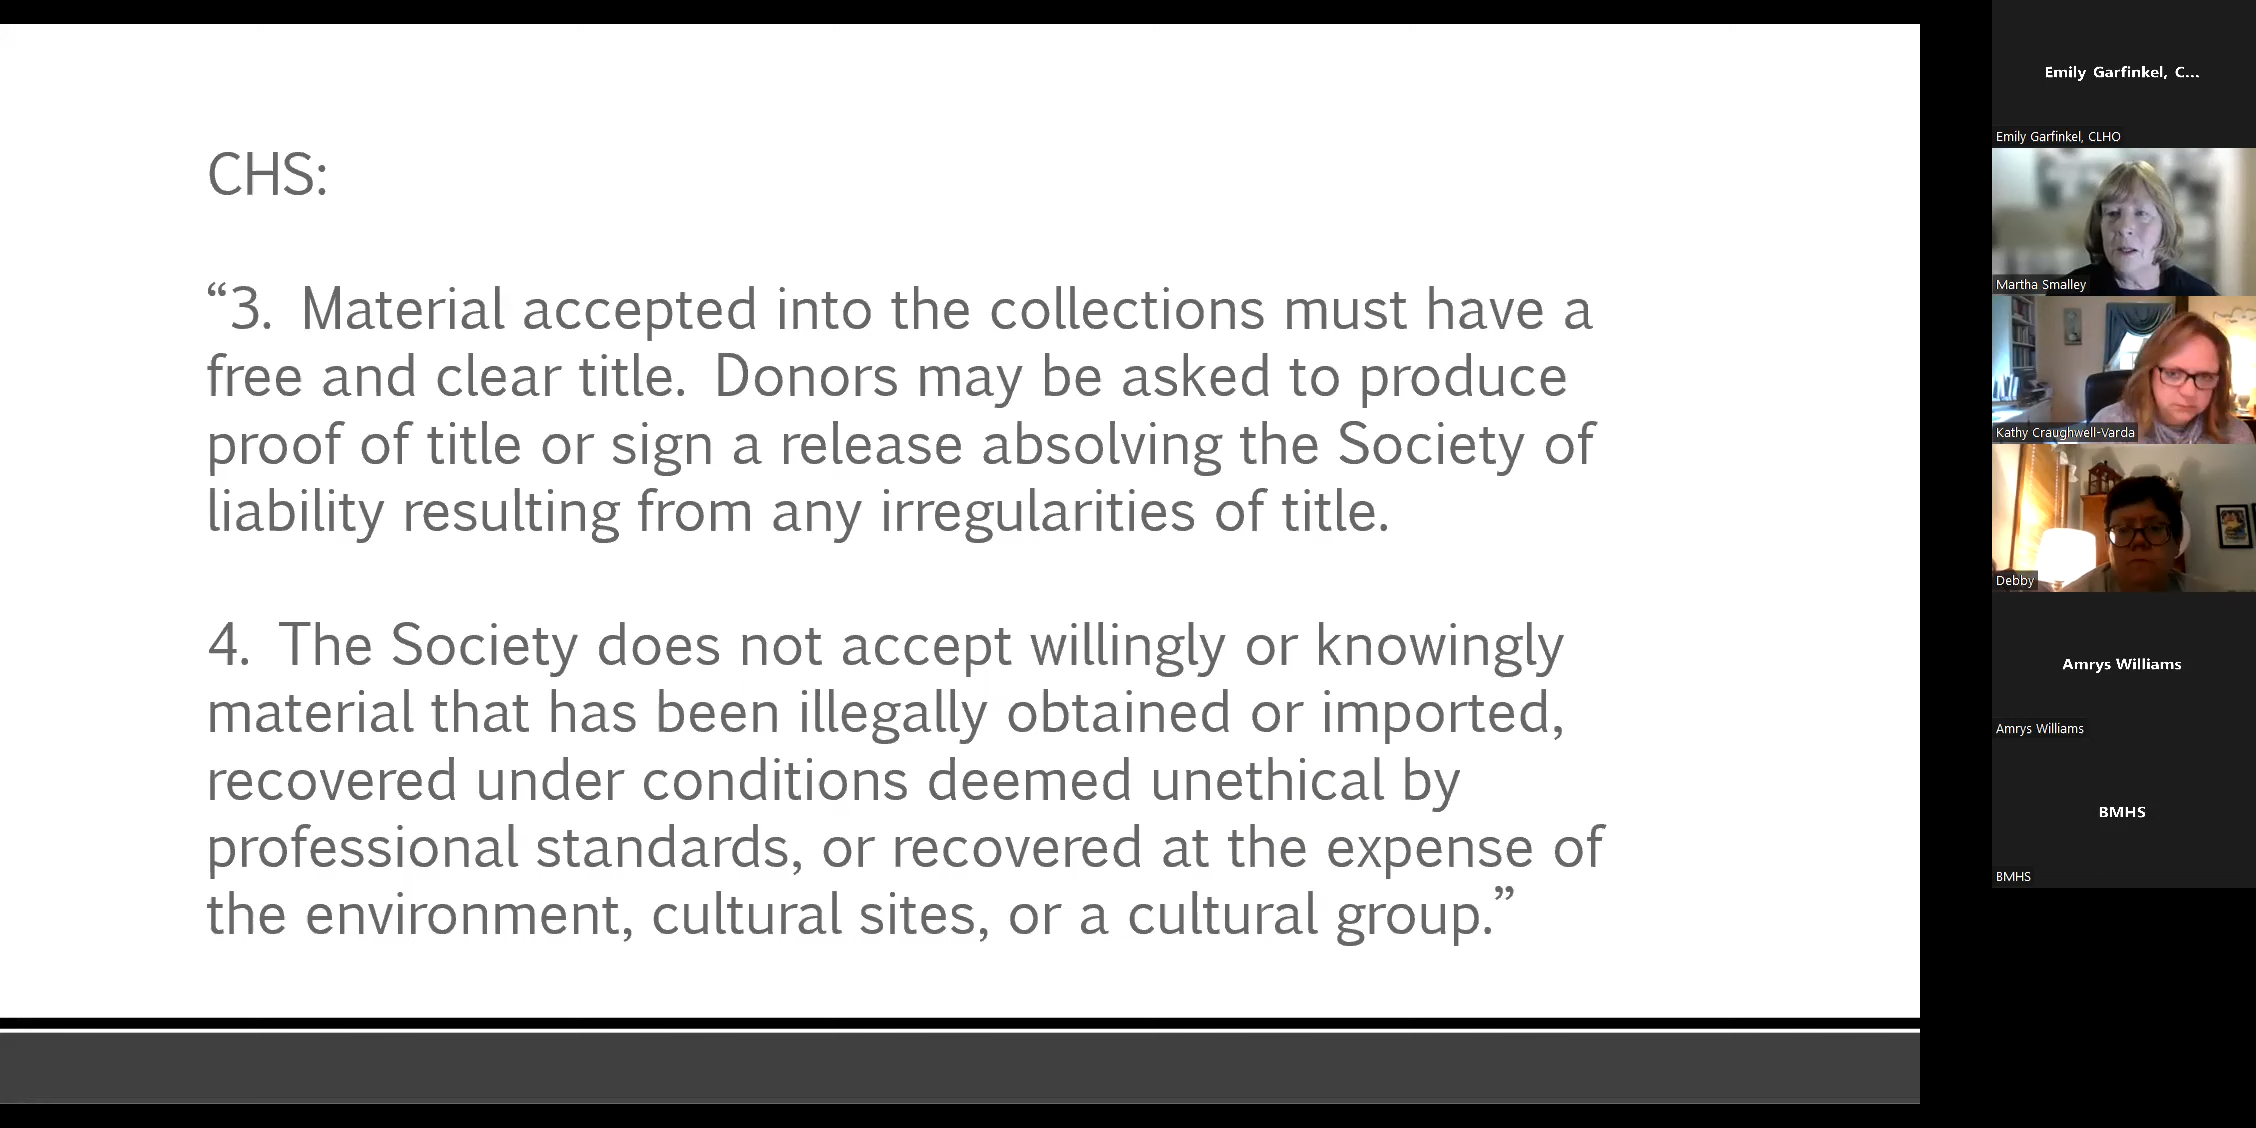 CHS:
“3. Material accepted into the collections must have a
free and clear title. Donors may be asked to produce
proof of title or sign a release absolving the Society of
liability resulting from any irregularities of title.
4. The Society does not accept willingly or knowingly
material that has been illegally obtained or imported,
recovered under conditions deemed unethical by
professional standards, or recovered at the expense of
the environment, cultural sites, or a cultural group.”
Emily Garfinkel, C...
Emily Garfinkel, CLHO
Martha Smalley
Kathy Craughwell-Varda
Debby
Amrys Williams
Amrys Williams
BMHS
BMHS